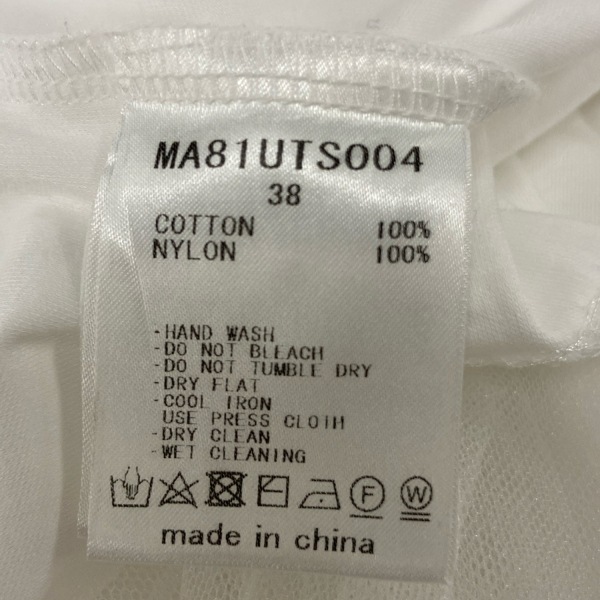 MA81UTS004
38
COTTON 100%
NYLON 100%
-HAND WASH
-DO NOT BLEACH
-DO NOT TUMBLE DRY
-DRY FLAT
-COOL IRON
USE PRESS CLOTH
-DRY CLEAN
-WET CLEANING
F W
made in china